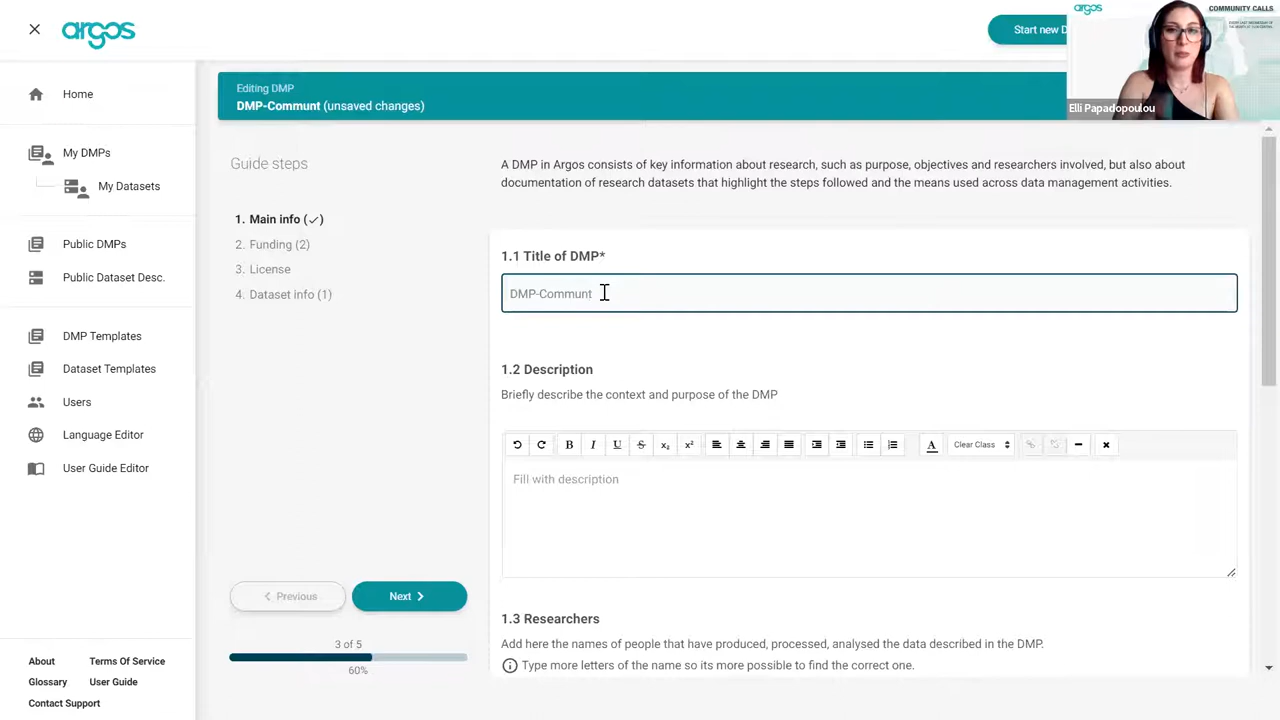 argos
Start new D
argos
COMMUNITY CALLS
Elli Papadopoulou
Home
My DMPs
My Datasets
Public DMPs
Public Dataset Desc.
DMP Templates
Dataset Templates
Users
Language Editor
User Guide Editor
About
Terms Of Service
Glossary
User Guide
Contact Support
Editing DMP
DMP-Communt (unsaved changes)
Guide steps
1. Main info (✓)
2. Funding (2)
3. License
4. Dataset info (1)
Previous
Next
3 of 5
60%
A DMP in Argos consists of key information about research, such as purpose, objectives and researchers involved, but also about
documentation of research datasets that highlight the steps followed and the means used across data management activities.
1.1 Title of DMP*
DMP-Communt
1.2 Description
Briefly describe the context and purpose of the DMP
B I U S x₂ x² A Clear Class
Fill with description
1.3 Researchers
Add here the names of people that have produced, processed, analysed the data described in the DMP.
Type more letters of the name so its more possible to find the correct one.